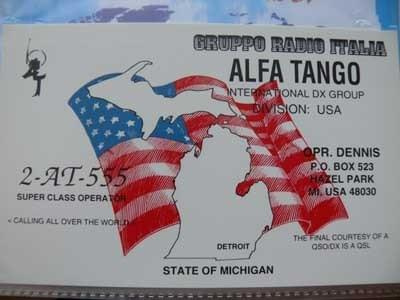 GRUPPO RADIO ITALIA
ALFA TANGO
INTERNATIONAL DX GROUP
DIVISION: USA
AT
2-AT-555
SUPER CLASS OPERATOR
< CALLING ALL OVER THE WORLD >
OPR. DENNIS
P.O. BOX 523
HAZEL PARK
MI. USA 48030
DETROIT
THE FINAL COURTESY OF A
QSO/DX IS A QSL
STATE OF MICHIGAN